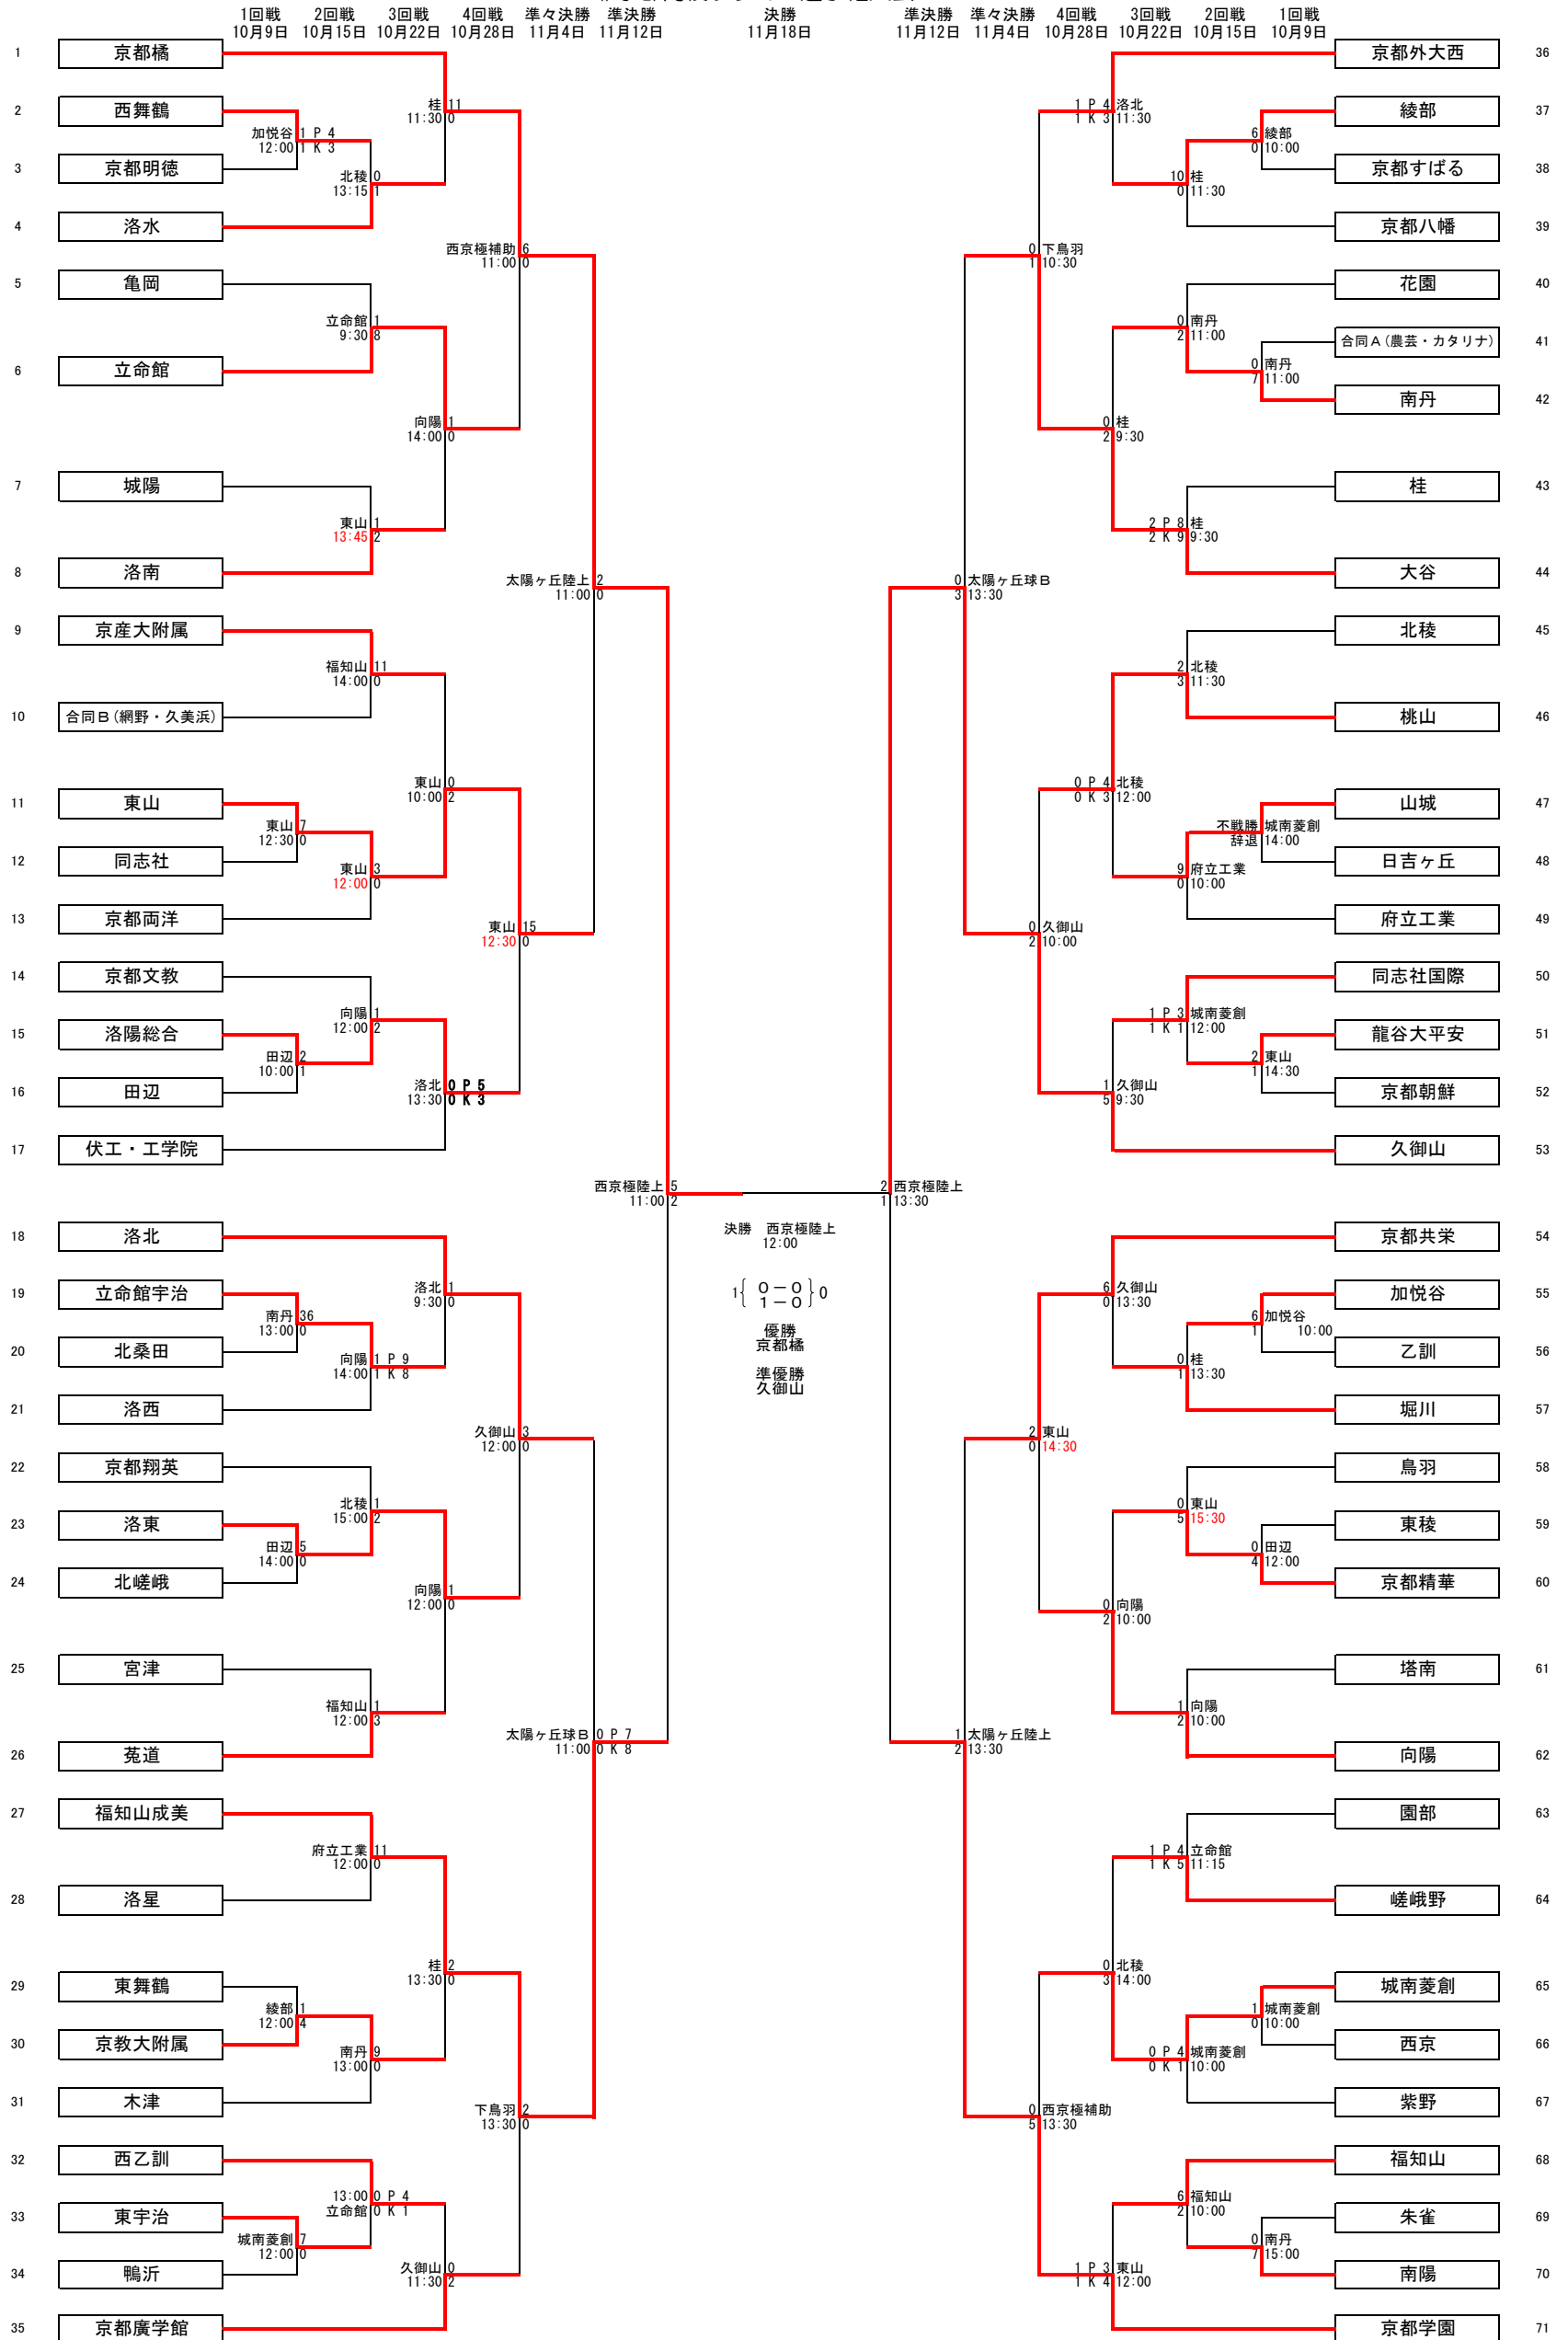 1回戦 2回戦 3回戦 4回戦 準々決勝 準決勝 決勝 準決勝 準々決勝 4回戦 3回戦 2回戦 1回戦
10月9日 10月15日 10月22日 10月28日 11月4日 11月12日 11月18日 11月12日 11月4日 10月28日 10月22日 10月15日 10月9日
1 京都橘
桂 11
11:30 0
2 西舞鶴
加悦谷 1 P 4
12:00 1 K 3
3 京都明徳
北稜 0
13:15 1
4 洛水
西京極補助 6
11:00 0
5 亀岡
立命館 1
9:30 8
6 立命館
向陽 1
14:00 0
7 城陽
東山 1
13:45 2
8 洛南
太陽ヶ丘陸上 2
11:00 0
9 京産大附属
福知山 11
14:00 0
10 合同B(網野・久美浜)
東山 0
10:00 2
11 東山
東山 7
12:30 0
12 同志社
東山 3
12:00 0
13 京都両洋
東山 15
12:30 0
14 京都文教
向陽 1
12:00 2
15 洛陽総合
田辺 2
10:00 1
16 田辺
洛北 0 P 5
13:30 0 K 3
17 伏工・工学院
西京極陸上 5
11:00 2
18 洛北
洛北 1
9:30 0
19 立命館宇治
南丹 36
13:00 0
20 北桑田
向陽 1 P 9
14:00 1 K 8
21 洛西
久御山 3
12:00 0
22 京都翔英
北稜 1
15:00 2
23 洛東
田辺 5
14:00 0
24 北嵯峨
向陽 1
12:00 0
25 宮津
福知山 1
12:00 3
26 莵道
太陽ヶ丘球B 0 P 7
11:00 0 K 8
27 福知山成美
府立工業 11
12:00 0
28 洛星
桂 2
13:30 0
29 東舞鶴
綾部 1
12:00 4
30 京教大附属
南丹 9
13:00 0
31 木津
下鳥羽 2
13:30 0
32 西乙訓
13:00 0 P 4
立命館 0 K 1
33 東宇治
城南菱創 7
12:00 0
34 鴨沂
久御山 0
11:30 2
35 京都廣学館
決勝 西京極陸上
12:00
1{ 0－0 }0
1－0
優勝
京都橘
準優勝
久御山
京都外大西 36
1 P 4 洛北
1 K 3 11:30
綾部 37
6 綾部
0 10:00
京都すばる 38
10 桂
0 11:30
京都八幡 39
0 下鳥羽
1 10:30
花園 40
0 南丹
2 11:00
合同A(農芸・カタリナ) 41
0 南丹
7 11:00
南丹 42
0 桂
2 9:30
桂 43
2 P 8 桂
2 K 9 9:30
大谷 44
0 太陽ヶ丘球B
3 13:30
北稜 45
2 北稜
3 11:30
桃山 46
0 P 4 北稜
0 K 3 12:00
山城 47
不戦勝 城南菱創
辞退 14:00
日吉ヶ丘 48
9 府立工業
0 10:00
府立工業 49
0 久御山
2 10:00
同志社国際 50
1 P 3 城南菱創
1 K 1 12:00
龍谷大平安 51
2 東山
1 14:30
京都朝鮮 52
1 久御山
5 9:30
久御山 53
2 西京極陸上
1 13:30
京都共栄 54
6 久御山
0 13:30
加悦谷 55
6 加悦谷
1 10:00
乙訓 56
0 桂
1 13:30
堀川 57
2 東山
0 14:30
鳥羽 58
0 東山
5 15:30
東稜 59
0 田辺
4 12:00
京都精華 60
0 向陽
2 10:00
塔南 61
1 向陽
2 10:00
向陽 62
1 太陽ヶ丘陸上
2 13:30
園部 63
1 P 4 立命館
1 K 5 11:15
嵯峨野 64
0 北稜
3 14:00
城南菱創 65
1 城南菱創
0 10:00
西京 66
0 P 4 城南菱創
0 K 1 10:00
紫野 67
0 西京極補助
5 13:30
福知山 68
6 福知山
2 10:00
朱雀 69
0 南丹
7 15:00
南陽 70
1 P 3 東山
1 K 4 12:00
京都学園 71